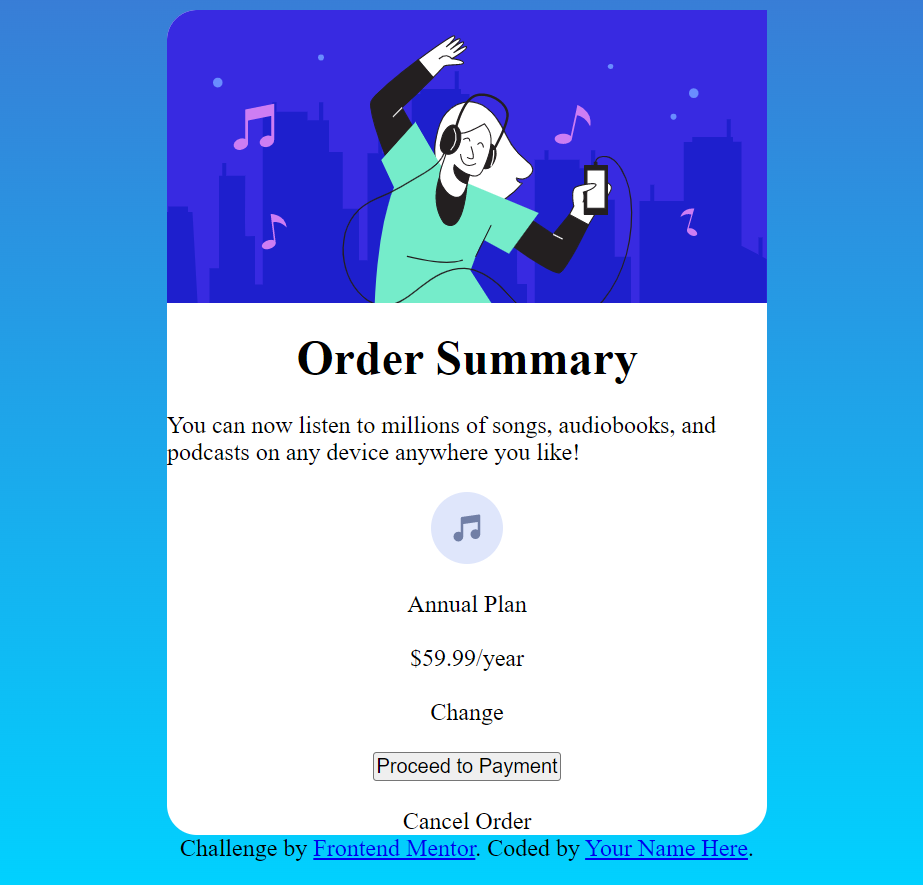 Order Summary
You can now listen to millions of songs, audiobooks, and
podcasts on any device anywhere you like!
Annual Plan
$59.99/year
Change
Proceed to Payment
Cancel Order
Challenge by Frontend Mentor. Coded by Your Name Here.